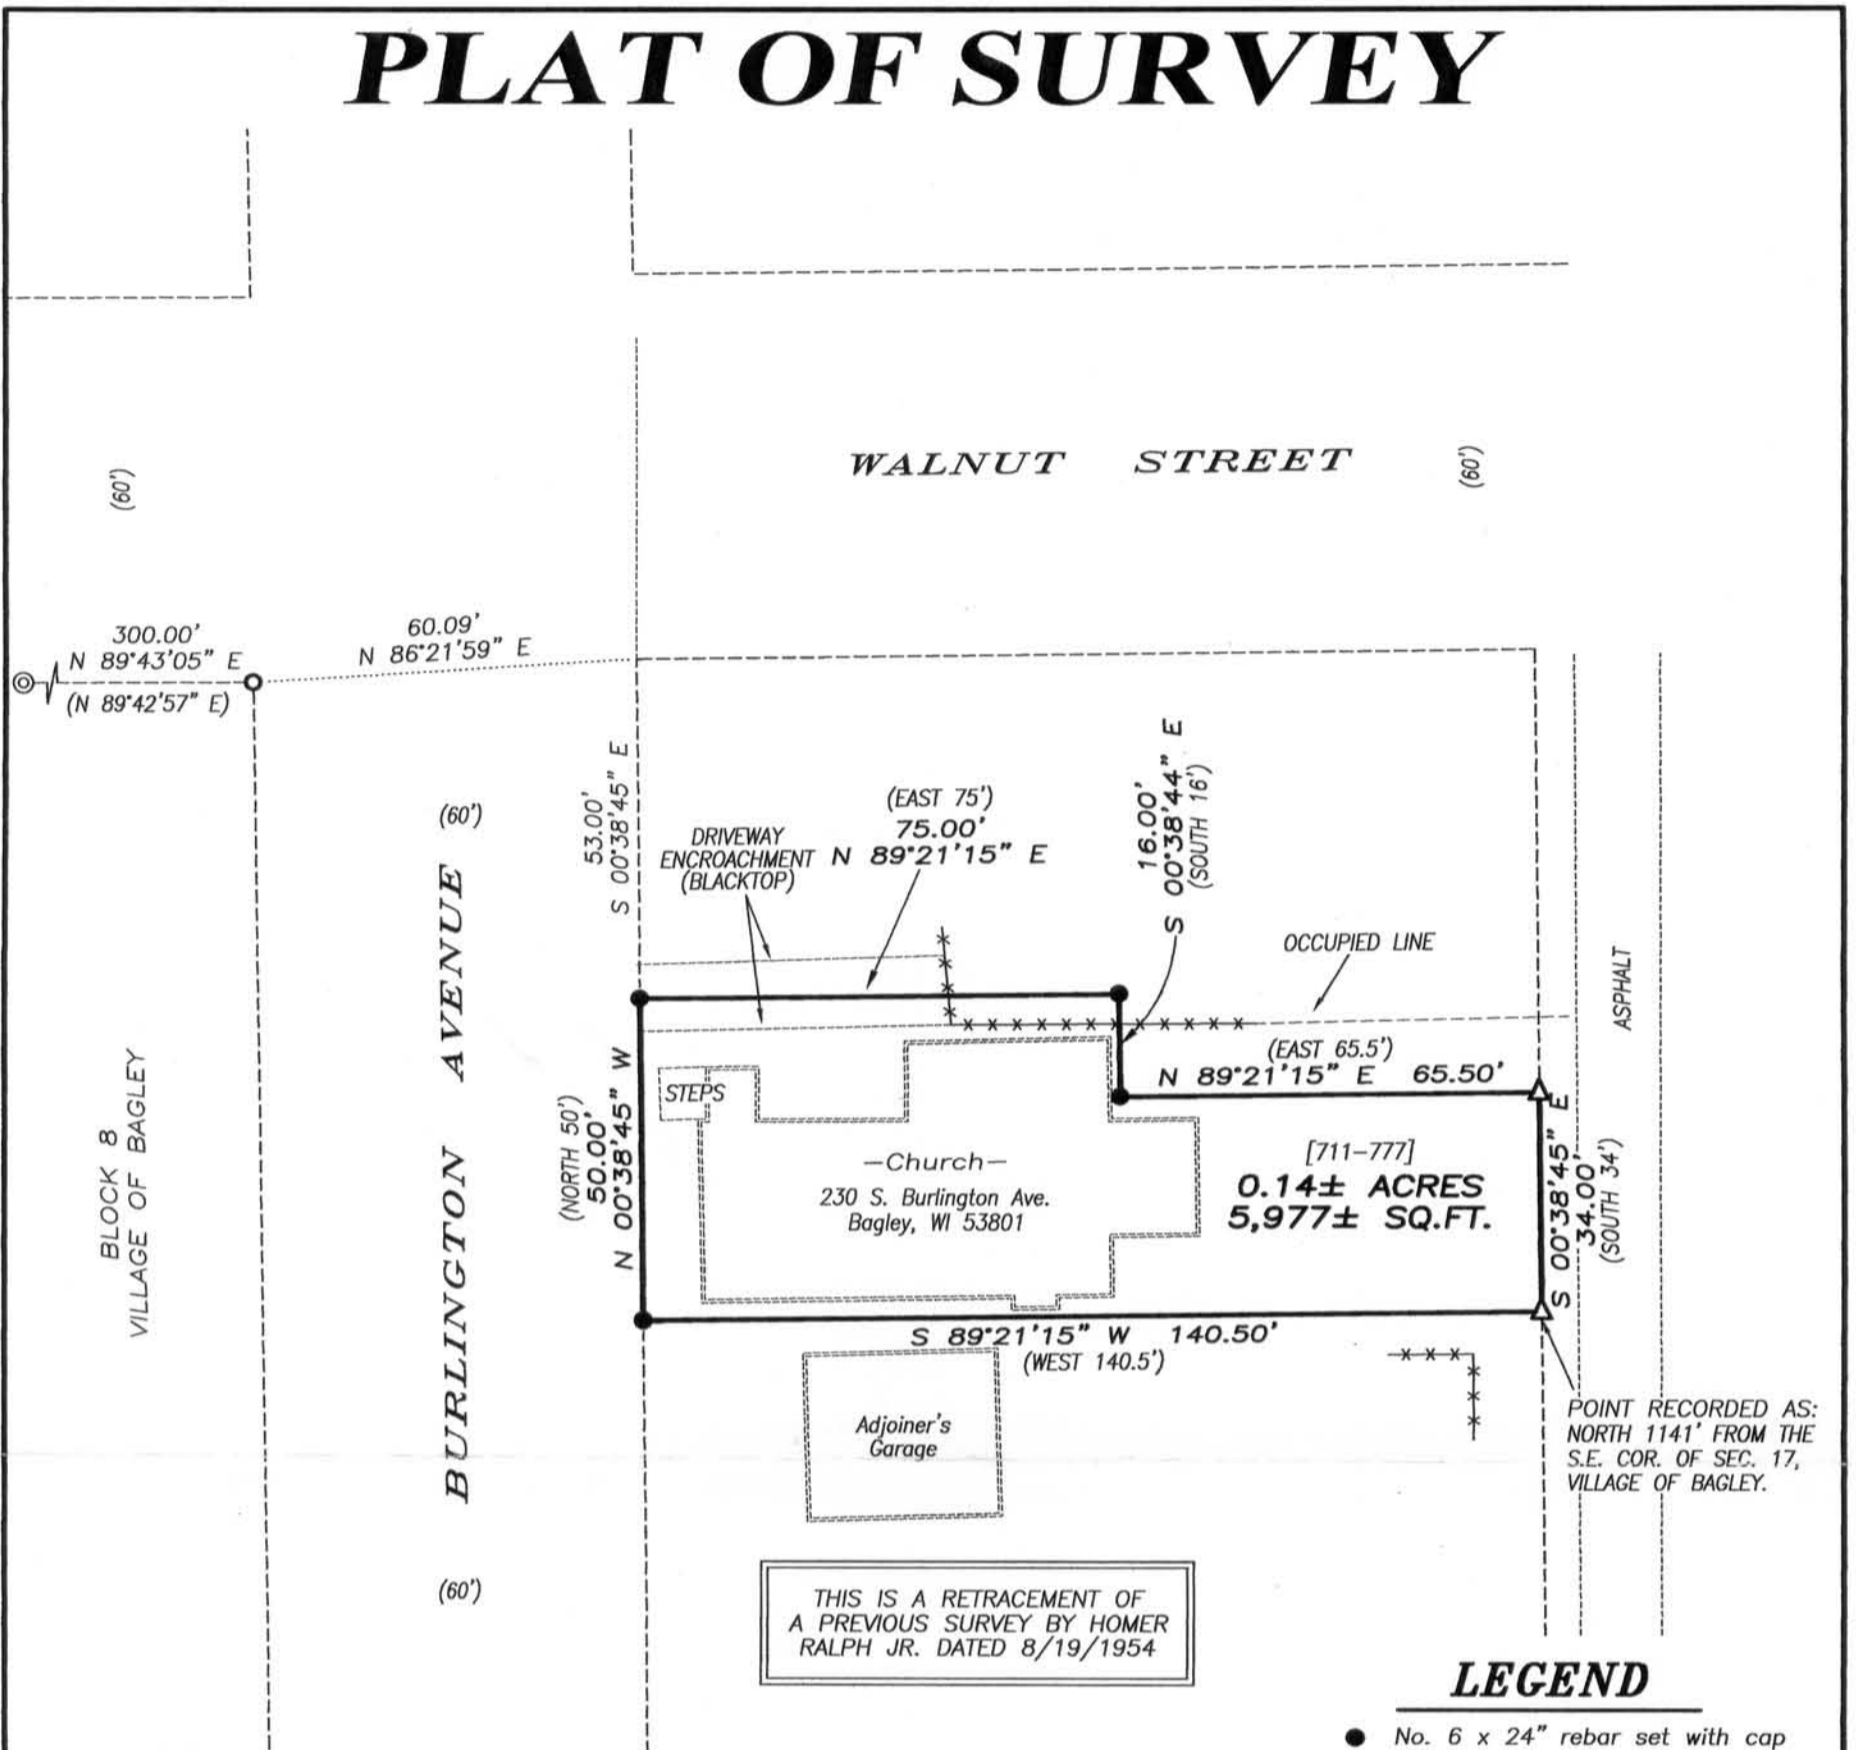 PLAT OF SURVEY
WALNUT STREET
(60')
(60')
300.00'
N 89°43'05" E
(N 89°42'57" E)
60.09'
N 86°21'59" E
53.00'
S 00°38'45" E
(60')
BURLINGTON AVENUE
(60')
DRIVEWAY
ENCROACHMENT
(BLACKTOP)
(EAST 75')
75.00'
N 89°21'15" E
16.00'
S 00°38'44" E
(SOUTH 16')
OCCUPIED LINE
ASPHALT
(EAST 65.5')
N 89°21'15" E 65.50'
STEPS
(NORTH 50')
50.00'
N 00°38'45" W
BLOCK 8
VILLAGE OF BAGLEY
—Church—
230 S. Burlington Ave.
Bagley, WI 53801
[711-777]
0.14± ACRES
5,977± SQ.FT.
S 00°38'45" E
34.00'
(SOUTH 34')
S 89°21'15" W 140.50'
(WEST 140.5')
Adjoiner's
Garage
POINT RECORDED AS:
NORTH 1141' FROM THE
S.E. COR. OF SEC. 17,
VILLAGE OF BAGLEY.
THIS IS A RETRACEMENT OF
A PREVIOUS SURVEY BY HOMER
RALPH JR. DATED 8/19/1954
LEGEND
No. 6 x 24" rebar set with cap